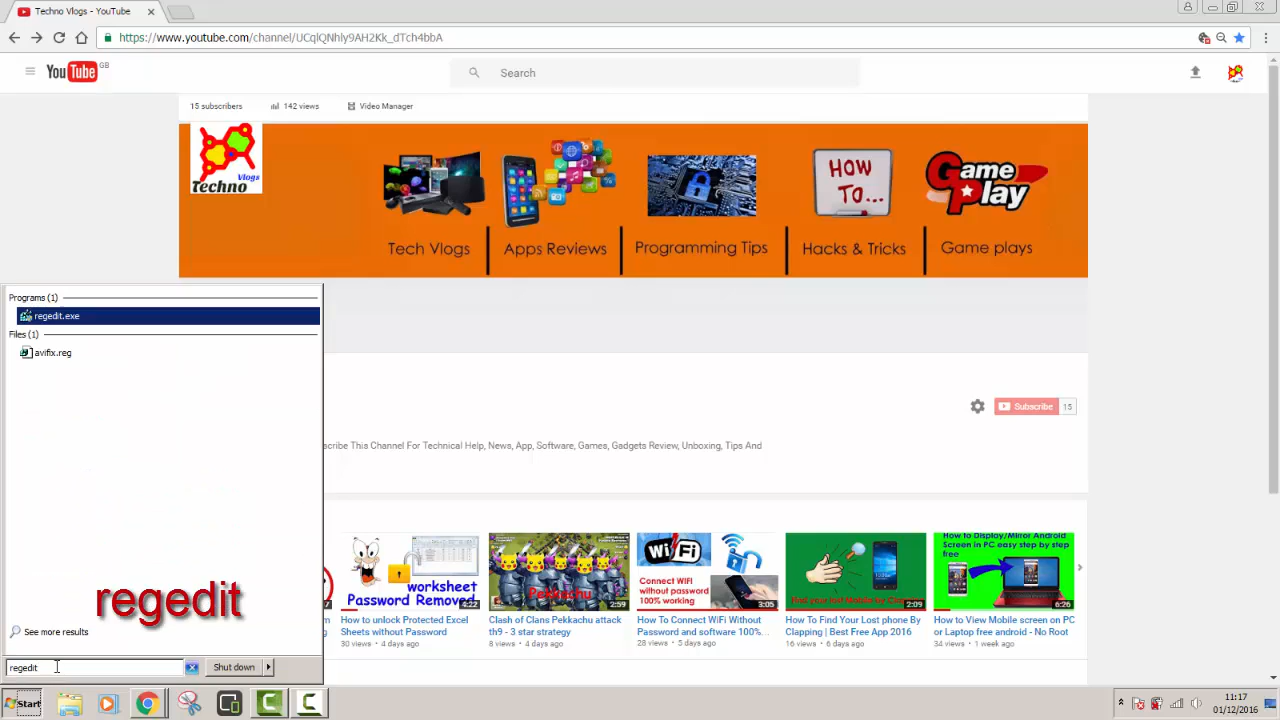 Techno Vlogs - YouTube
https://www.youtube.com/channel/UCqlQNhly9AH2Kk_dTch4bbA
YouTube GB
Search
15 subscribers
142 views
Video Manager
Techno Vlogs
HOW TO...
Game Play
Tech Vlogs
Apps Reviews
Programming Tips
Hacks & Tricks
Game plays
Programs (1)
regedit.exe
Files (1)
avifix.reg
Subscribe 15
scribe This Channel For Technical Help, News, App, Software, Games, Gadgets Review, Unboxing, Tips And
worksheet
Password Removed
How to unlock Protected Excel
Sheets without Password
30 views • 4 days ago
Pekkachu
2:59
Clash of Clans Pekkachu attack
th9 - 3 star strategy
28 views • 4 days ago
WiFi
Connect WIFI
without password
100% working
3:05
How To Connect WiFi Without
Password and software 100%...
28 views • 5 days ago
Find your lost Mobile by Clap
2:09
How To Find Your Lost phone By
Clapping | Best Free App 2016
16 views • 6 days ago
How to Display/Mirror Android
Screen in PC easy step by step
free
6:26
How to View Mobile screen on PC
or Laptop free android - No Root
34 views • 1 week ago
regedit
See more results
regedit
Shut down
Start
11:17
01/12/2016